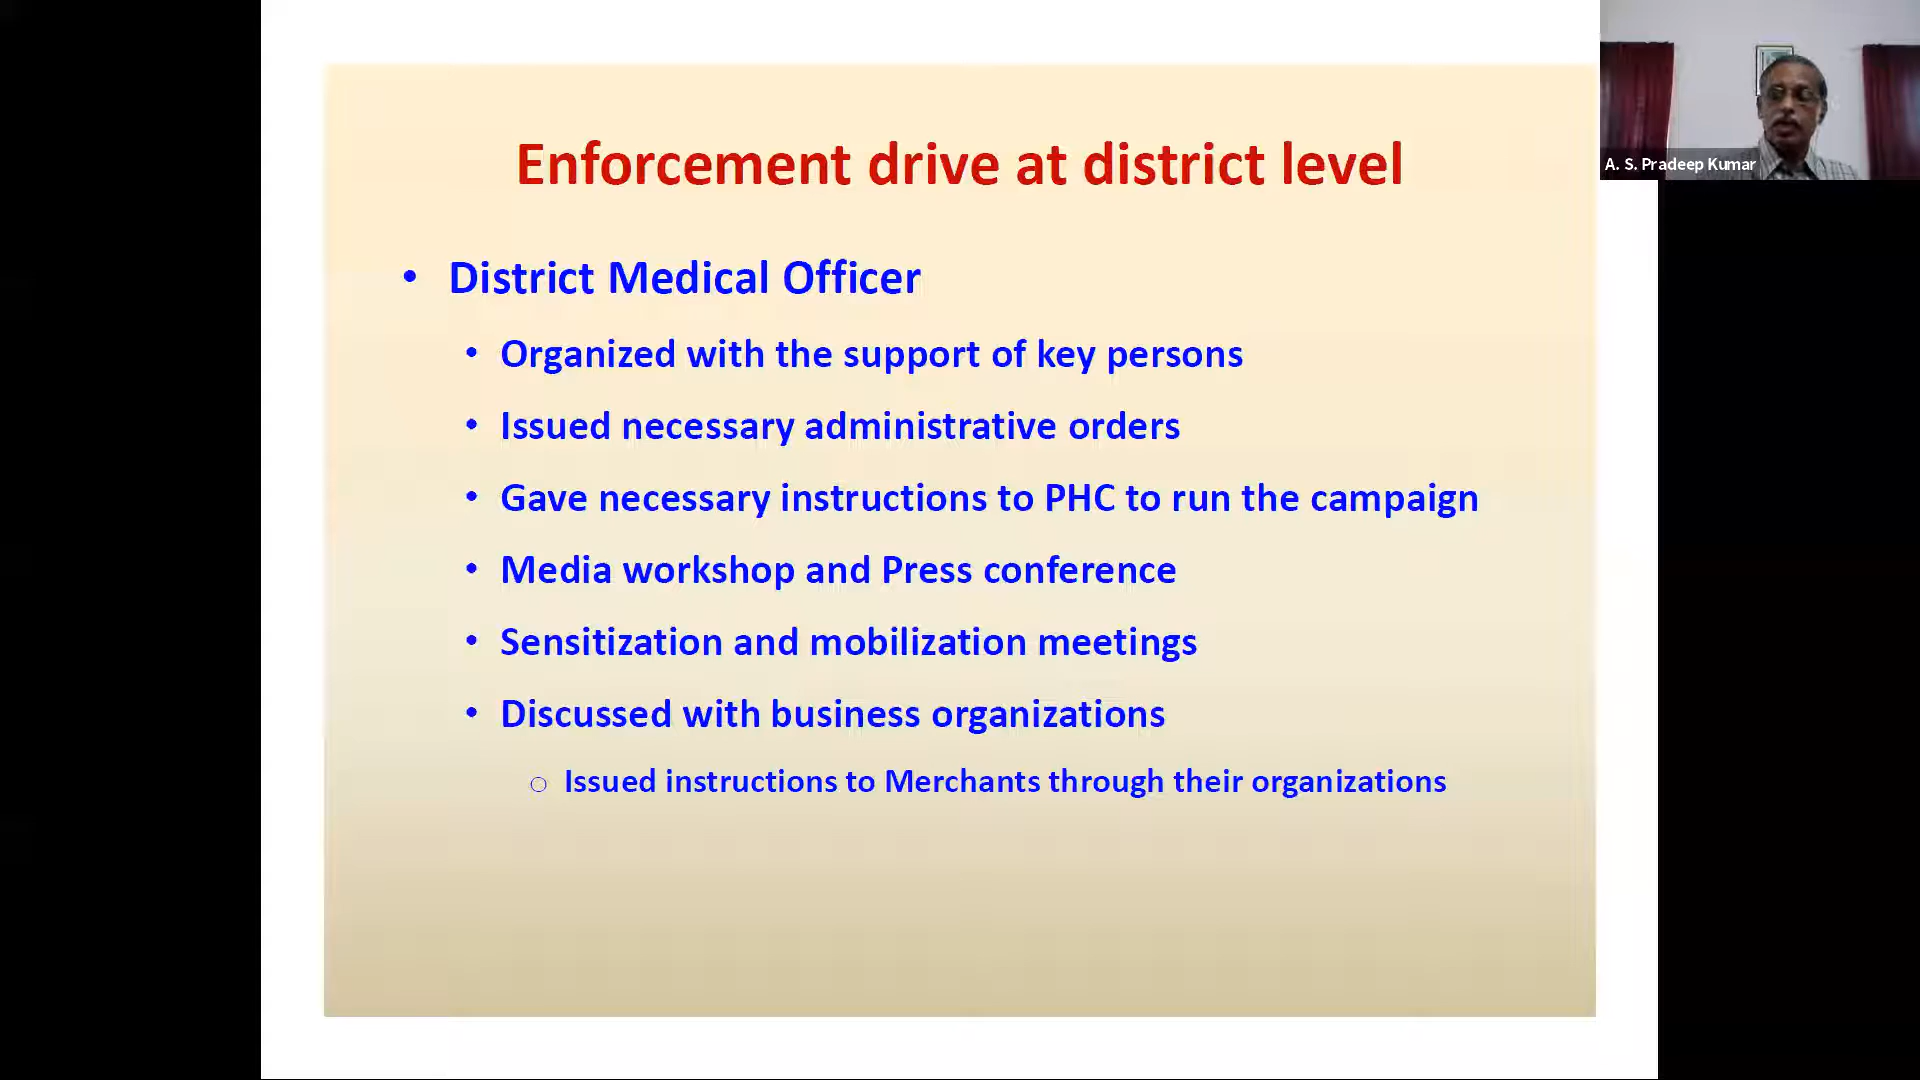 Enforcement drive at district level
• District Medical Officer
• Organized with the support of key persons
• Issued necessary administrative orders
• Gave necessary instructions to PHC to run the campaign
• Media workshop and Press conference
• Sensitization and mobilization meetings
• Discussed with business organizations
○ Issued instructions to Merchants through their organizations
A. S. Pradeep Kumar